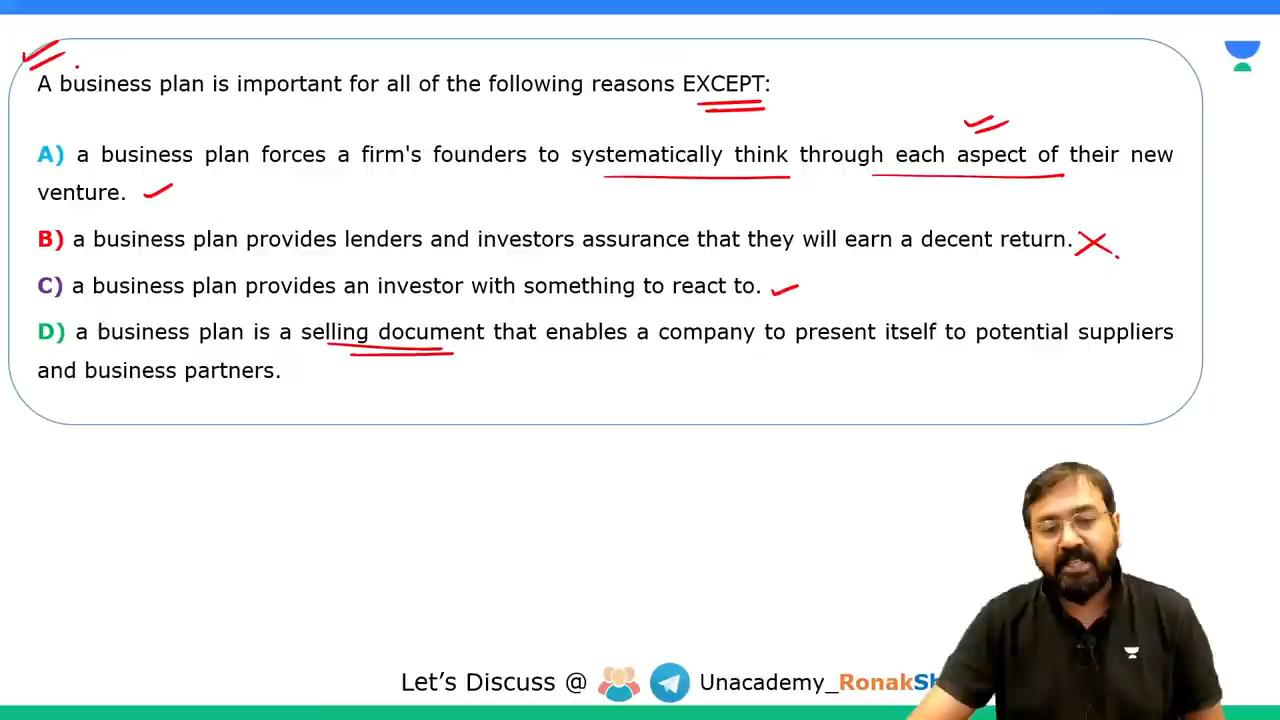 A business plan is important for all of the following reasons EXCEPT:
A) a business plan forces a firm's founders to systematically think through each aspect of their new
venture.
B) a business plan provides lenders and investors assurance that they will earn a decent return.
C) a business plan provides an investor with something to react to.
D) a business plan is a selling document that enables a company to present itself to potential suppliers
and business partners.
Let's Discuss @ Unacademy_RonakSh